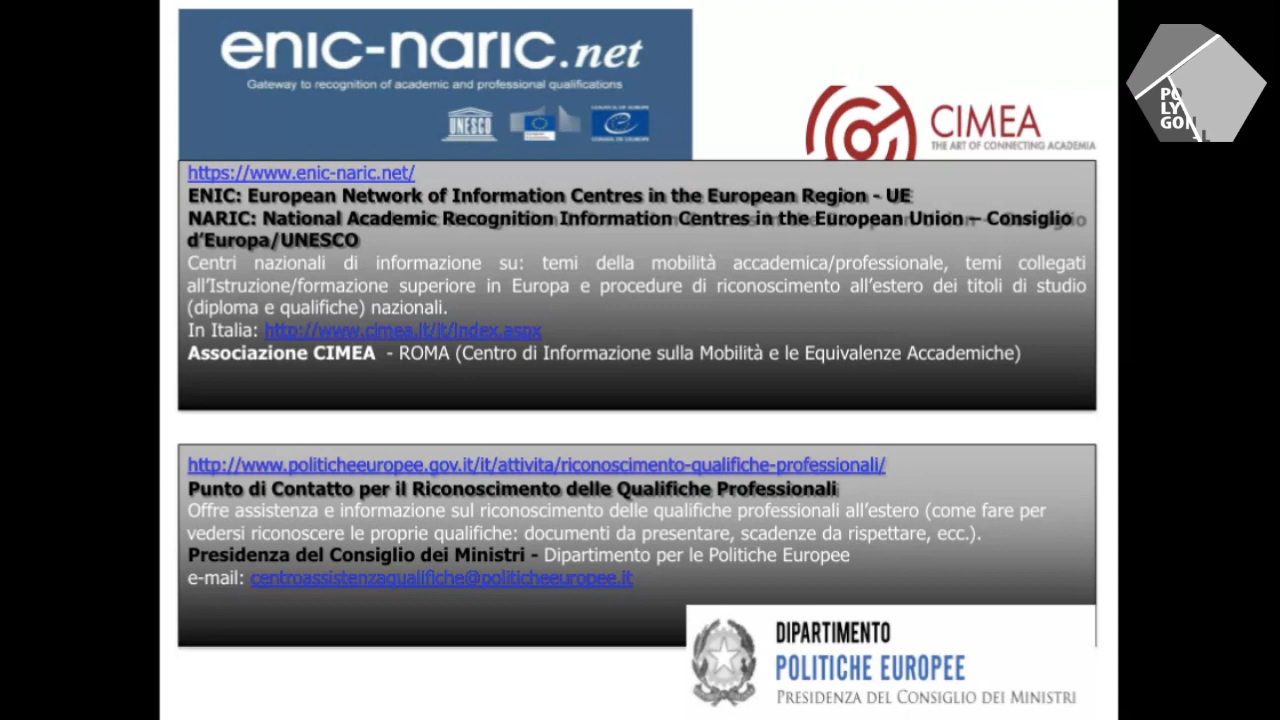 enic-naric.net
Gateway to recognition of academic and professional qualifications
UNESCO
COUNCIL OF EUROPE
CONSEIL DE L'EUROPE
CIMEA
THE ART OF CONNECTING ACADEMIA
PO
LY
GON
https://www.enic-naric.net/
ENIC: European Network of Information Centres in the European Region - UE
NARIC: National Academic Recognition Information Centres in the European Union – Consiglio
d’Europa/UNESCO
Centri nazionali di informazione su: temi della mobilità accademica/professionale, temi collegati
all’Istruzione/formazione superiore in Europa e procedure di riconoscimento all’estero dei titoli di studio
(diploma e qualifiche) nazionali.
In Italia: http://www.cimea.it/it/index.aspx
Associazione CIMEA - ROMA (Centro di Informazione sulla Mobilità e le Equivalenze Accademiche)
http://www.politicheeuropee.gov.it/it/attivita/riconoscimento-qualifiche-professionali/
Punto di Contatto per il Riconoscimento delle Qualifiche Professionali
Offre assistenza e informazione sul riconoscimento delle qualifiche professionali all’estero (come fare per
vedersi riconoscere le proprie qualifiche: documenti da presentare, scadenze da rispettare, ecc.).
Presidenza del Consiglio dei Ministri - Dipartimento per le Politiche Europee
e-mail: centroassistenzaqualifiche@politicheeuropee.it
DIPARTIMENTO
POLITICHE EUROPEE
PRESIDENZA DEL CONSIGLIO DEI MINISTRI